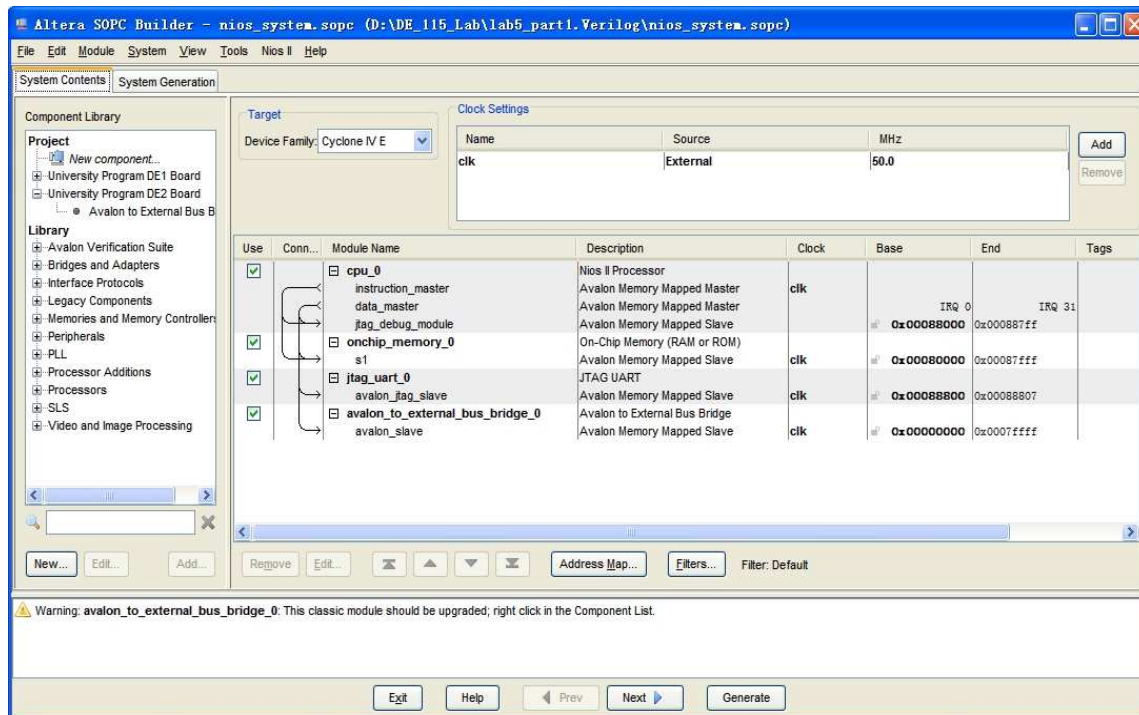 Altera SOPC Builder - nios_system.sopc (D:\DE_115_Lab\lab5_part1.Verilog\nios_system.sopc)
File Edit Module System View Tools Nios II Help
System Contents System Generation
Component Library
Project
New component...
University Program DE1 Board
University Program DE2 Board
Avalon to External Bus B
Library
Avalon Verification Suite
Bridges and Adapters
Interface Protocols
Legacy Components
Memories and Memory Controller
Peripherals
PLL
Processor Additions
Processors
SLS
Video and Image Processing
New... Edit... Add...
Target
Device Family: Cyclone IV E
Clock Settings
Name Source MHz
clk External 50.0
Add
Remove
Use Conn... Module Name Description Clock Base End Tags
cpu_0 Nios II Processor
instruction_master Avalon Memory Mapped Master clk
data_master Avalon Memory Mapped Master IRQ 0 IRQ 31
jtag_debug_module Avalon Memory Mapped Slave 0x00088000 0x000887ff
onchip_memory_0 On-Chip Memory (RAM or ROM)
s1 Avalon Memory Mapped Slave clk 0x00080000 0x00087fff
jtag_uart_0 JTAG UART
avalon_jtag_slave Avalon Memory Mapped Slave clk 0x00088800 0x00088807
avalon_to_external_bus_bridge_0 Avalon to External Bus Bridge
avalon_slave Avalon Memory Mapped Slave clk 0x00000000 0x0007ffff
Remove Edit... Address Map... Filters... Filter: Default
Warning: avalon_to_external_bus_bridge_0: This classic module should be upgraded; right click in the Component List.
Exit Help Prev Next Generate